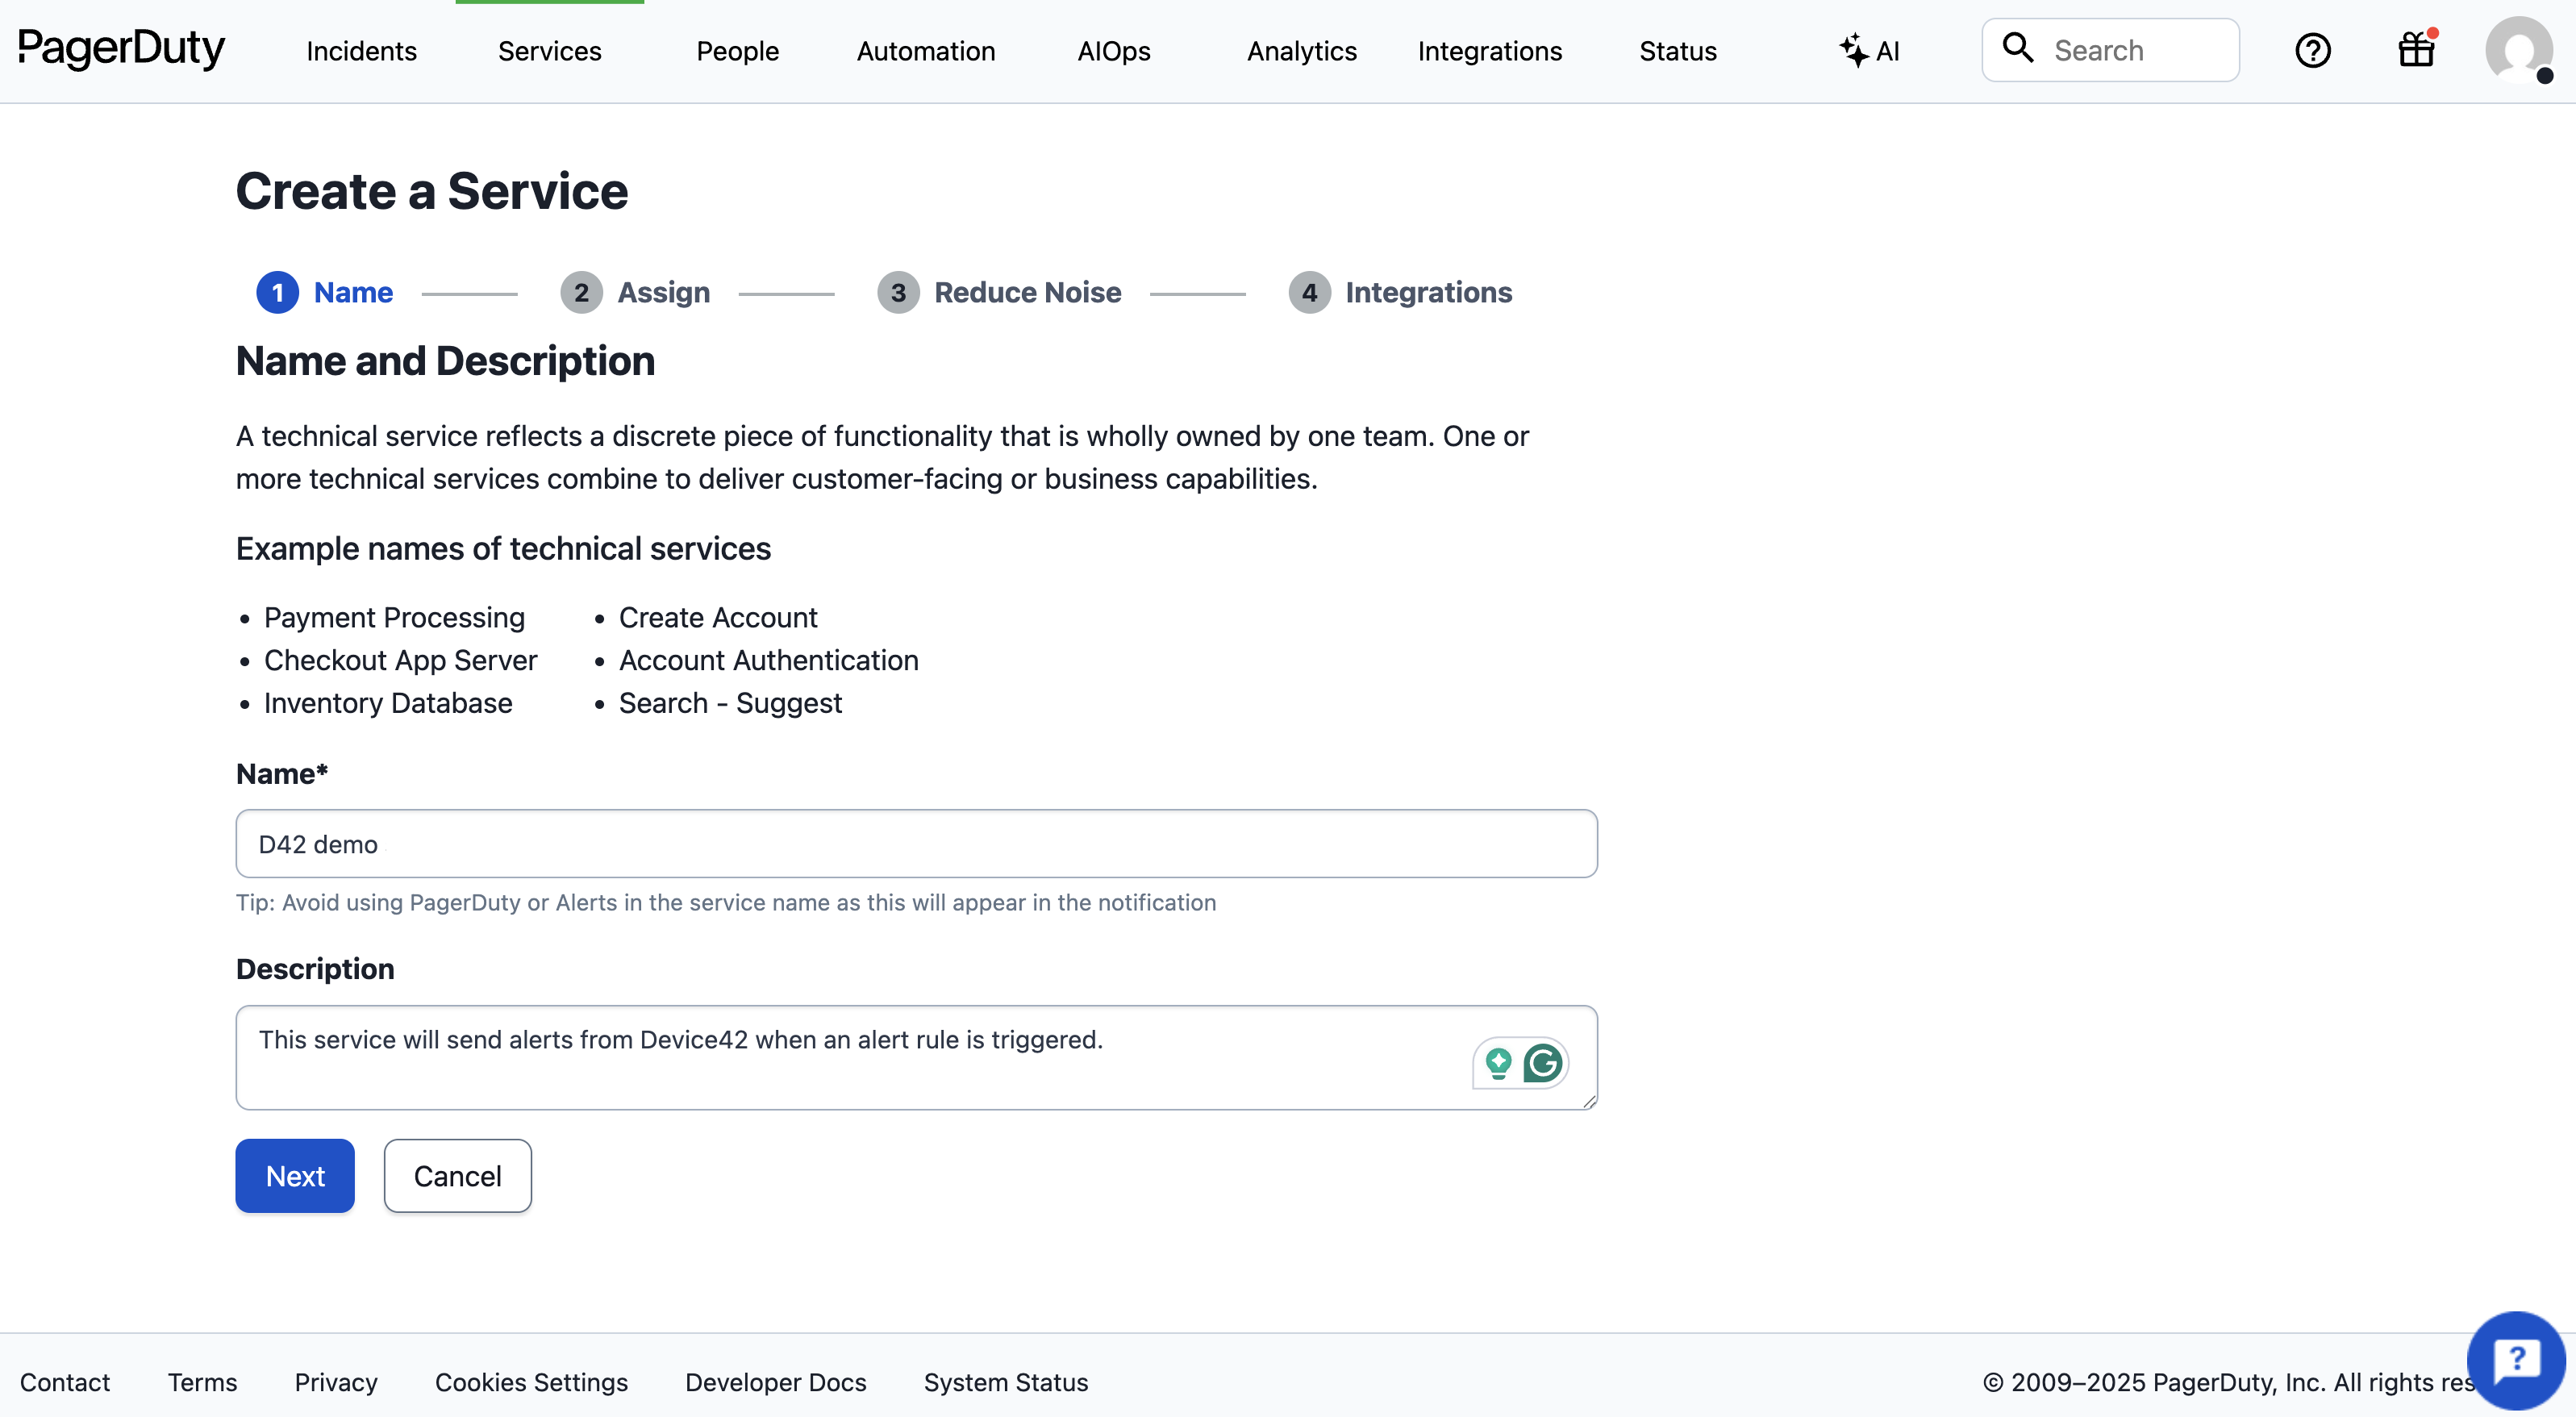 PagerDuty Incidents Services People Automation AIOps Analytics Integrations Status AI Search
Create a Service
1 Name 2 Assign 3 Reduce Noise 4 Integrations
Name and Description
A technical service reflects a discrete piece of functionality that is wholly owned by one team. One or
more technical services combine to deliver customer-facing or business capabilities.
Example names of technical services
• Payment Processing • Create Account
• Checkout App Server • Account Authentication
• Inventory Database • Search - Suggest
Name*
D42 demo
Tip: Avoid using PagerDuty or Alerts in the service name as this will appear in the notification
Description
This service will send alerts from Device42 when an alert rule is triggered.
Next Cancel
Contact Terms Privacy Cookies Settings Developer Docs System Status © 2009–2025 PagerDuty, Inc. All rights res